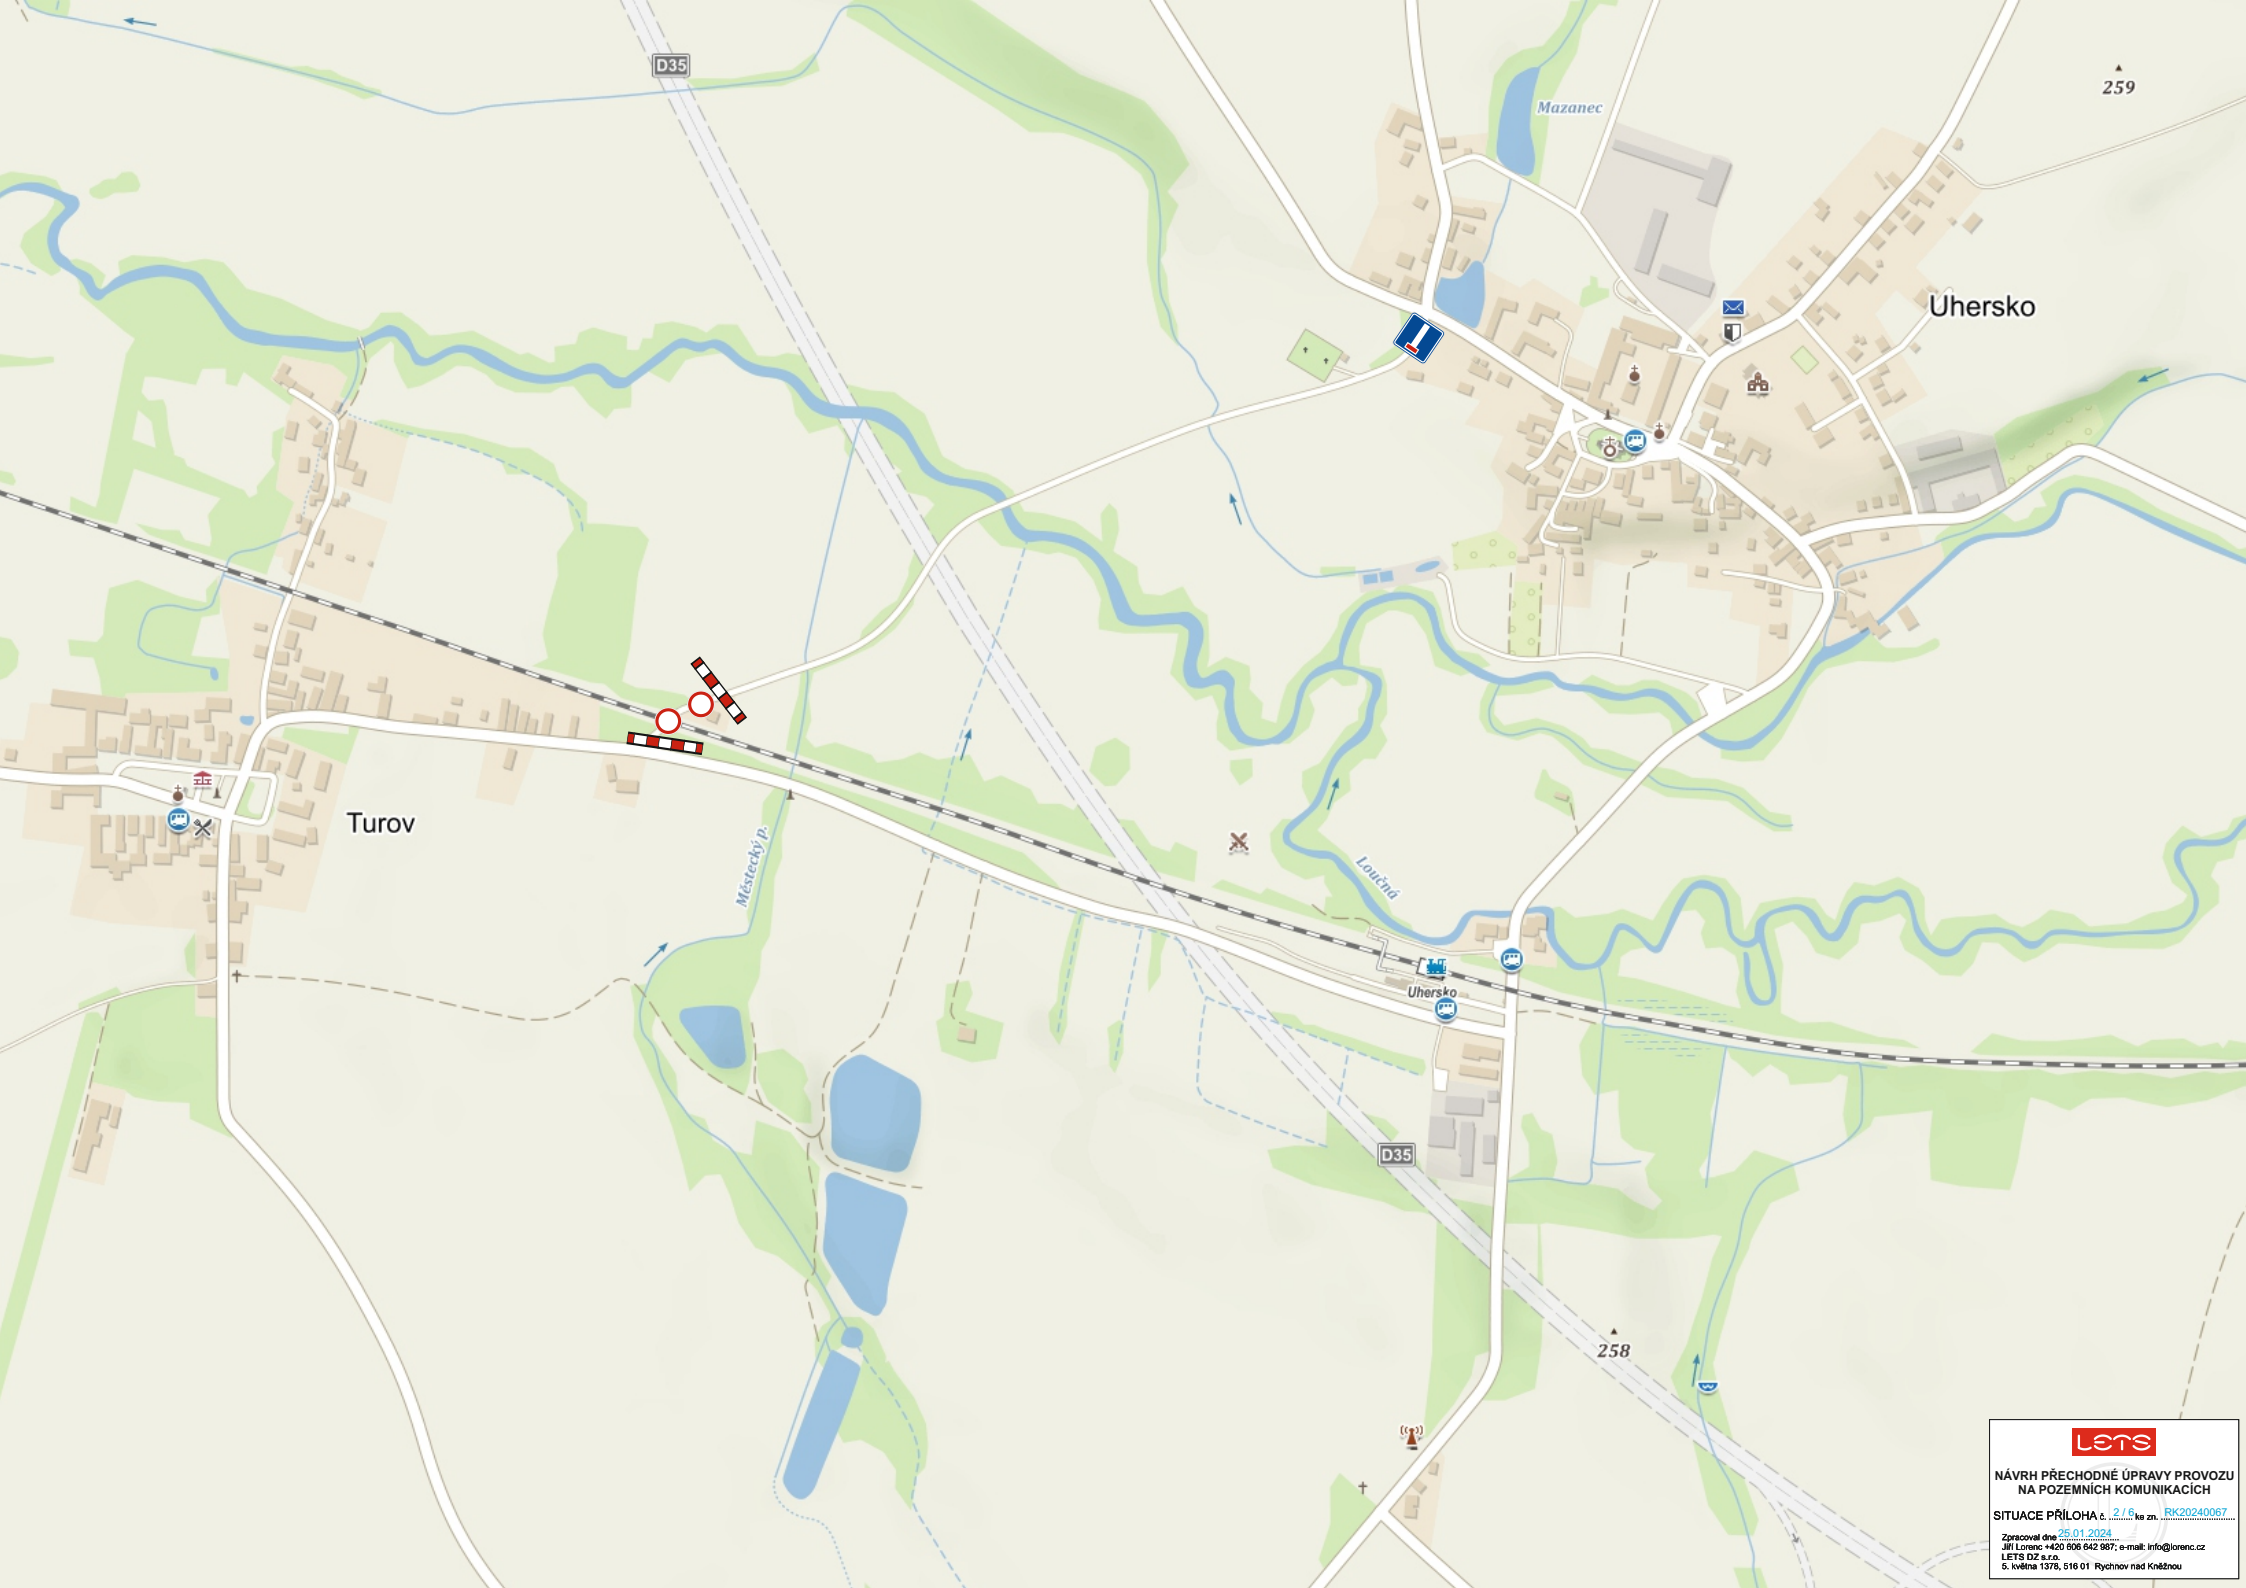 D35
259
Mazanec
Uhersko
Turov
Městecký p.
Loučná
Uhersko
D35
258
LETS
NÁVRH PŘECHODNÉ ÚPRAVY PROVOZU
NA POZEMNÍCH KOMUNIKACÍCH
SITUACE PŘÍLOHA č. 2 / 6 ke zn. RK20240067
Zpracoval dne 25.01.2024
Jiří Lorenc +420 606 642 987; e-mail: info@lorenc.cz
LETS DZ s.r.o.
5. května 1378, 516 01 Rychnov nad Kněžnou